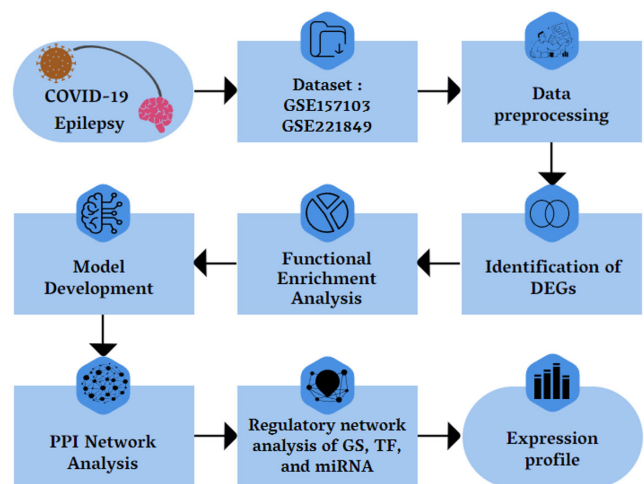 COVID-19
Epilepsy
Dataset :
GSE157103
GSE221849
Data
preprocessing
Identification of
DEGs
Functional
Enrichment
Analysis
Model
Development
PPI Network
Analysis
Regulatory network
analysis of GS, TF,
and miRNA
Expression
profile